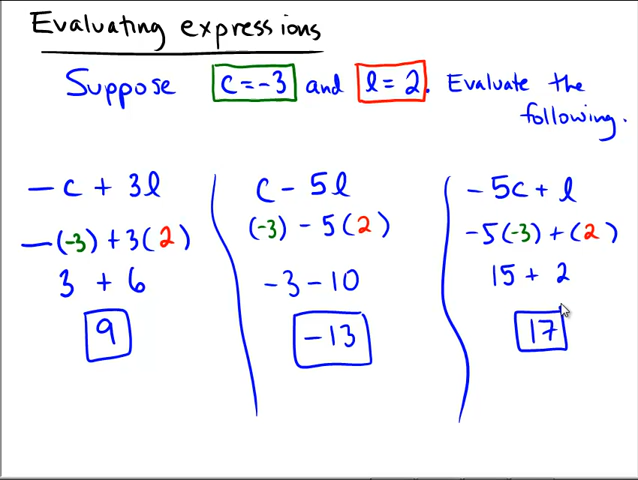 Evaluating expressions
Suppose c=-3 and l=2. Evaluate the
following.
-c + 3l
-(-3) + 3(2)
3 + 6
9
c - 5l
(-3) - 5(2)
-3 - 10
-13
-5c + l
-5(-3) + (2)
15 + 2
17